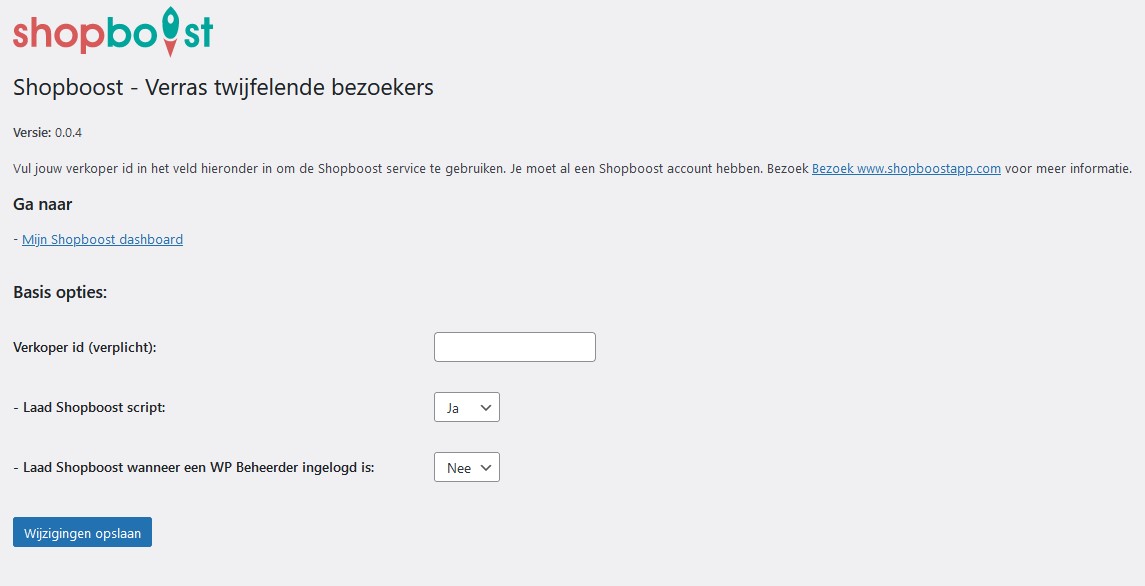 shopboost
Shopboost - Verras twijfelende bezoekers
Versie: 0.0.4
Vul jouw verkoper id in het veld hieronder in om de Shopboost service te gebruiken. Je moet al een Shopboost account hebben. Bezoek Bezoek www.shopboostapp.com voor meer informatie.
Ga naar
- Mijn Shopboost dashboard
Basis opties:
Verkoper id (verplicht):
- Laad Shopboost script: Ja
- Laad Shopboost wanneer een WP Beheerder ingelogd is: Nee
Wijzigingen opslaan